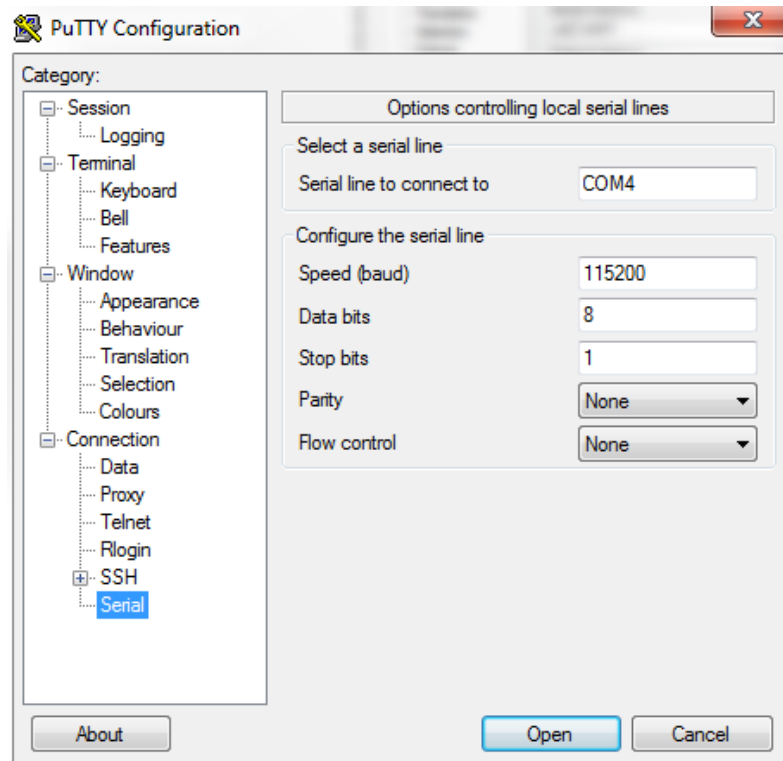 PuTTY Configuration
Category:
Session
Logging
Terminal
Keyboard
Bell
Features
Window
Appearance
Behaviour
Translation
Selection
Colours
Connection
Data
Proxy
Telnet
Rlogin
SSH
Serial
Options controlling local serial lines
Select a serial line
Serial line to connect to COM4
Configure the serial line
Speed (baud) 115200
Data bits 8
Stop bits 1
Parity None
Flow control None
About Open Cancel